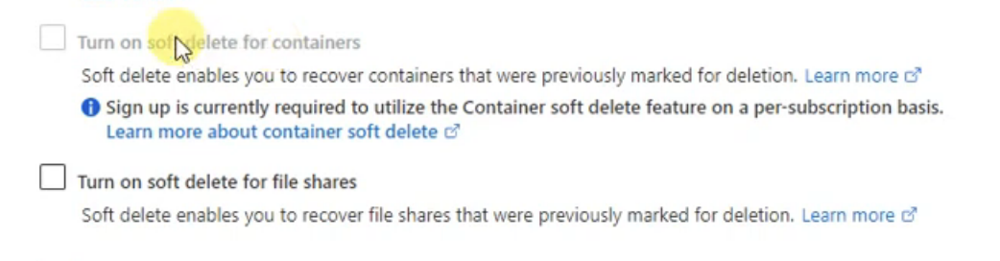 Turn on soft delete for containers
Soft delete enables you to recover containers that were previously marked for deletion. Learn more
Sign up is currently required to utilize the Container soft delete feature on a per-subscription basis.
Learn more about container soft delete
Turn on soft delete for file shares
Soft delete enables you to recover file shares that were previously marked for deletion. Learn more